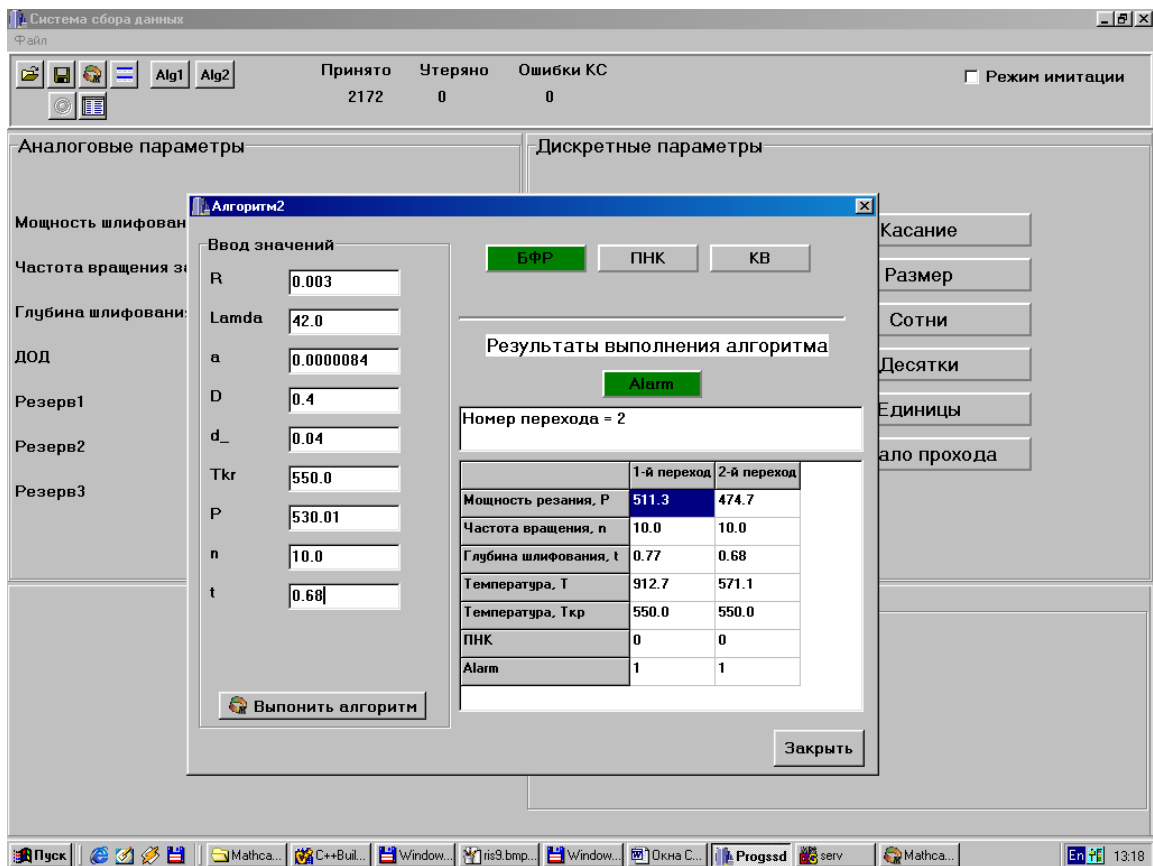 Система сбора данных
Файл
Alg1 Alg2
Принято Утеряно Ошибки КС
2172 0 0
Режим имитации
Аналоговые параметры
Мощность шлифован
Частота вращения
Глубина шлифовани
ДОД
Резерв1
Резерв2
Резерв3
Дискретные параметры
Касание
Размер
Сотни
Десятки
Единицы
ало прохода
Алгоритм2
Ввод значений
R 0.003
Lamda 42.0
a 0.0000084
D 0.4
d_ 0.04
Tkr 550.0
P 530.01
n 10.0
t 0.68
Выпонить алгоритм
БФР ПНК КВ
Результаты выполнения алгоритма
Alarm
Номер перехода = 2
1-й переход 2-й переход
Мощность резания, P 511.3 474.7
Частота вращения, n 10.0 10.0
Глубина шлифования, t 0.77 0.68
Температура, T 912.7 571.1
Температура, Ткр 550.0 550.0
ПНК 0 0
Alarm 1 1
Закрыть
Пуск Mathca... C++Buil... Window... ris9.bmp... Window... Окна С... Progssd serv Mathca... En 13:18